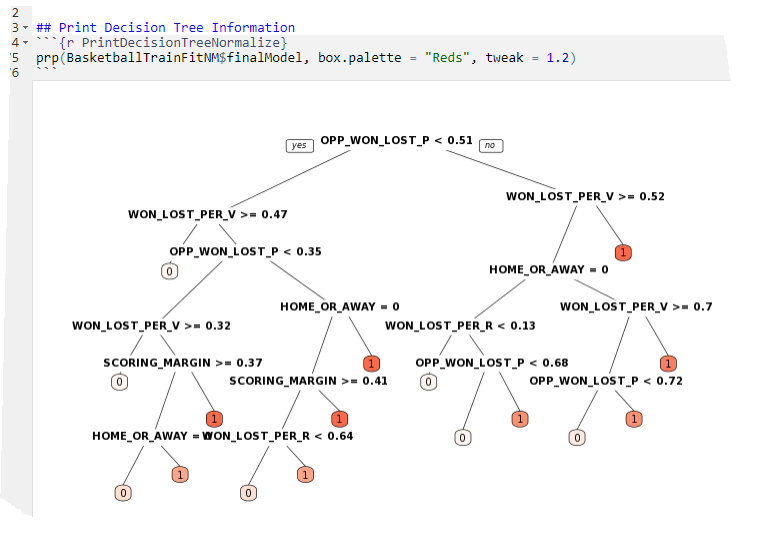 2
3 ## Print Decision Tree Information
4 ```{r PrintDecisionTreeNormalize}
5 prp(BasketballTrainFitNM$finalModel, box.palette = "Reds", tweak = 1.2)
6 ```
yes OPP_WON_LOST_P < 0.51 no
WON_LOST_PER_V >= 0.52
WON_LOST_PER_V >= 0.47
OPP_WON_LOST_P < 0.35 1
0 HOME_OR_AWAY = 0
HOME_OR_AWAY = 0 WON_LOST_PER_V >= 0.7
WON_LOST_PER_V >= 0.32 WON_LOST_PER_R < 0.13
SCORING_MARGIN >= 0.37 1 OPP_WON_LOST_P < 0.68 1
0 SCORING_MARGIN >= 0.41 0 OPP_WON_LOST_P < 0.72
1 1 1 1
HOME_OR_AWAY = 0 WON_LOST_PER_R < 0.64 0 0
1 1
0 0